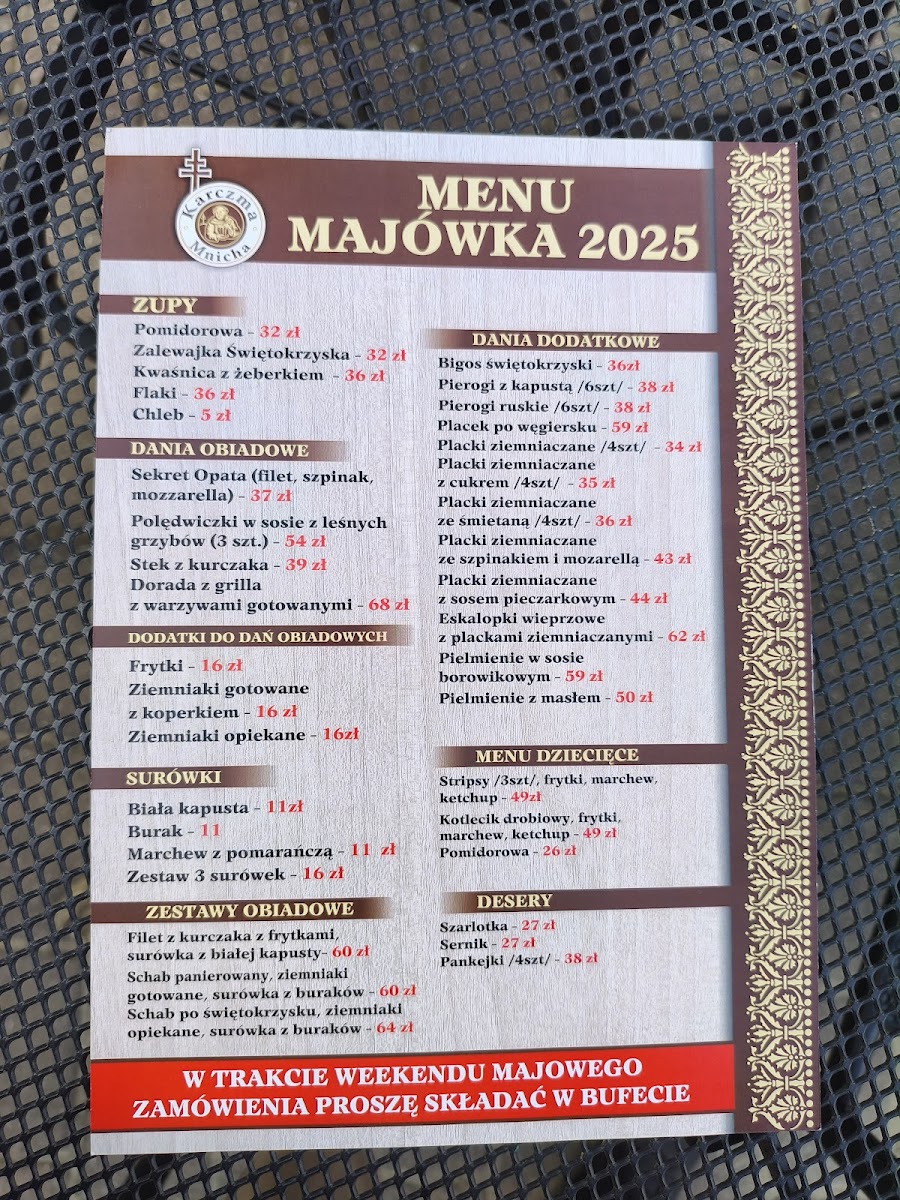 Karczma
Mnicha
MENU
MAJÓWKA 2025
ZUPY
Pomidorowa - 32 zł
Zalewajka Świętokrzyska - 32 zł
Kwaśnica z żeberkiem - 36 zł
Flaki - 36 zł
Chleb - 5 zł
DANIA OBIADOWE
Sekret Opata (filet, szpinak,
mozzarella) - 37 zł
Polędwiczki w sosie z leśnych
grzybów (3 szt.) - 54 zł
Stek z kurczaka - 39 zł
Dorada z grilla
z warzywami gotowanymi - 68 zł
DODATKI DO DAŃ OBIADOWYCH
Frytki - 16 zł
Ziemniaki gotowane
z koperkiem - 16 zł
Ziemniaki opiekane - 16zł
SURÓWKI
Biała kapusta - 11zł
Burak - 11
Marchew z pomarańczą - 11 zł
Zestaw 3 surówek - 16 zł
ZESTAWY OBIADOWE
Filet z kurczaka z frytkami,
surówka z białej kapusty- 60 zł
Schab panierowany, ziemniaki
gotowane, surówka z buraków - 60 zł
Schab po świętokrzysku, ziemniaki
opiekane, surówka z buraków - 64 zł
DANIA DODATKOWE
Bigos świętokrzyski - 36zł
Pierogi z kapustą /6szt/ - 38 zł
Pierogi ruskie /6szt/ - 38 zł
Placek po węgiersku - 59 zł
Placki ziemniaczane /4szt/ - 34 zł
Placki ziemniaczane
z cukrem /4szt/ - 35 zł
Placki ziemniaczane
ze śmietaną /4szt/ - 36 zł
Placki ziemniaczane
ze szpinakiem i mozarellą - 43 zł
Placki ziemniaczane
z sosem pieczarkowym - 44 zł
Eskalopki wieprzowe
z plackami ziemniaczanymi - 62 zł
Pielmienie w sosie
borowikowym - 59 zł
Pielmienie z masłem - 50 zł
MENU DZIECIĘCE
Stripsy /3szt/, frytki, marchew,
ketchup - 49zł
Kotlecik drobiowy, frytki,
marchew, ketchup - 49 zł
Pomidorowa - 26 zł
DESERY
Szarlotka - 27 zł
Sernik - 27 zł
Pankejki /4szt/ - 38 zł
W TRAKCIE WEEKENDU MAJOWEGO
ZAMÓWIENIA PROSZĘ SKŁADAĆ W BUFECIE